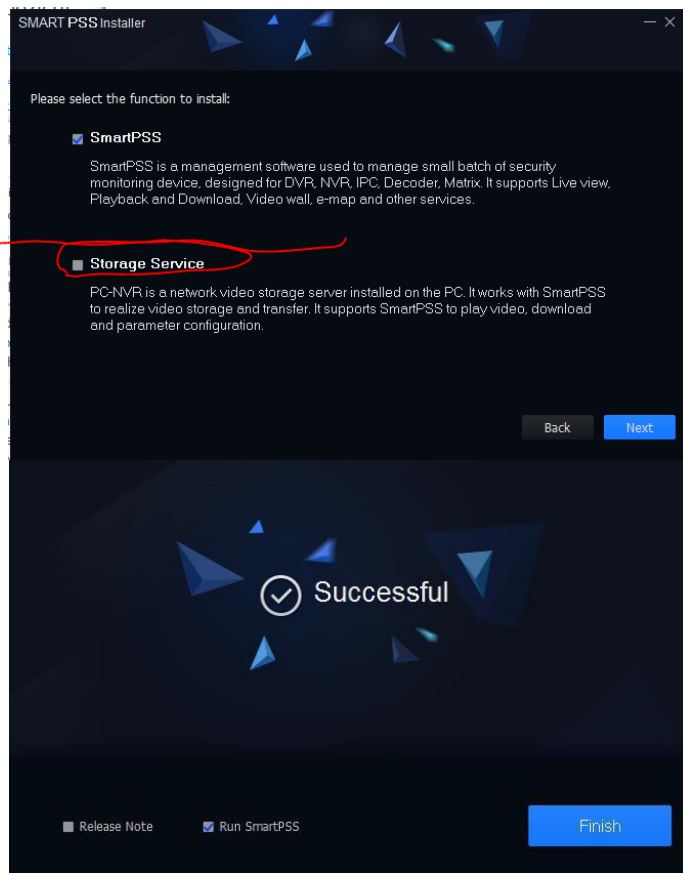 SMART PSS Installer
Please select the function to install:
SmartPSS
SmartPSS is a management software used to manage small batch of security
monitoring device, designed for DVR, NVR, IPC, Decoder, Matrix. It supports Live view,
Playback and Download, Video wall, e-map and other services.
Storage Service
PC-NVR is a network video storage server installed on the PC. It works with SmartPSS
to realize video storage and transfer. It supports SmartPSS to play video, download
and parameter configuration.
Back Next
Successful
Release Note Run SmartPSS Finish